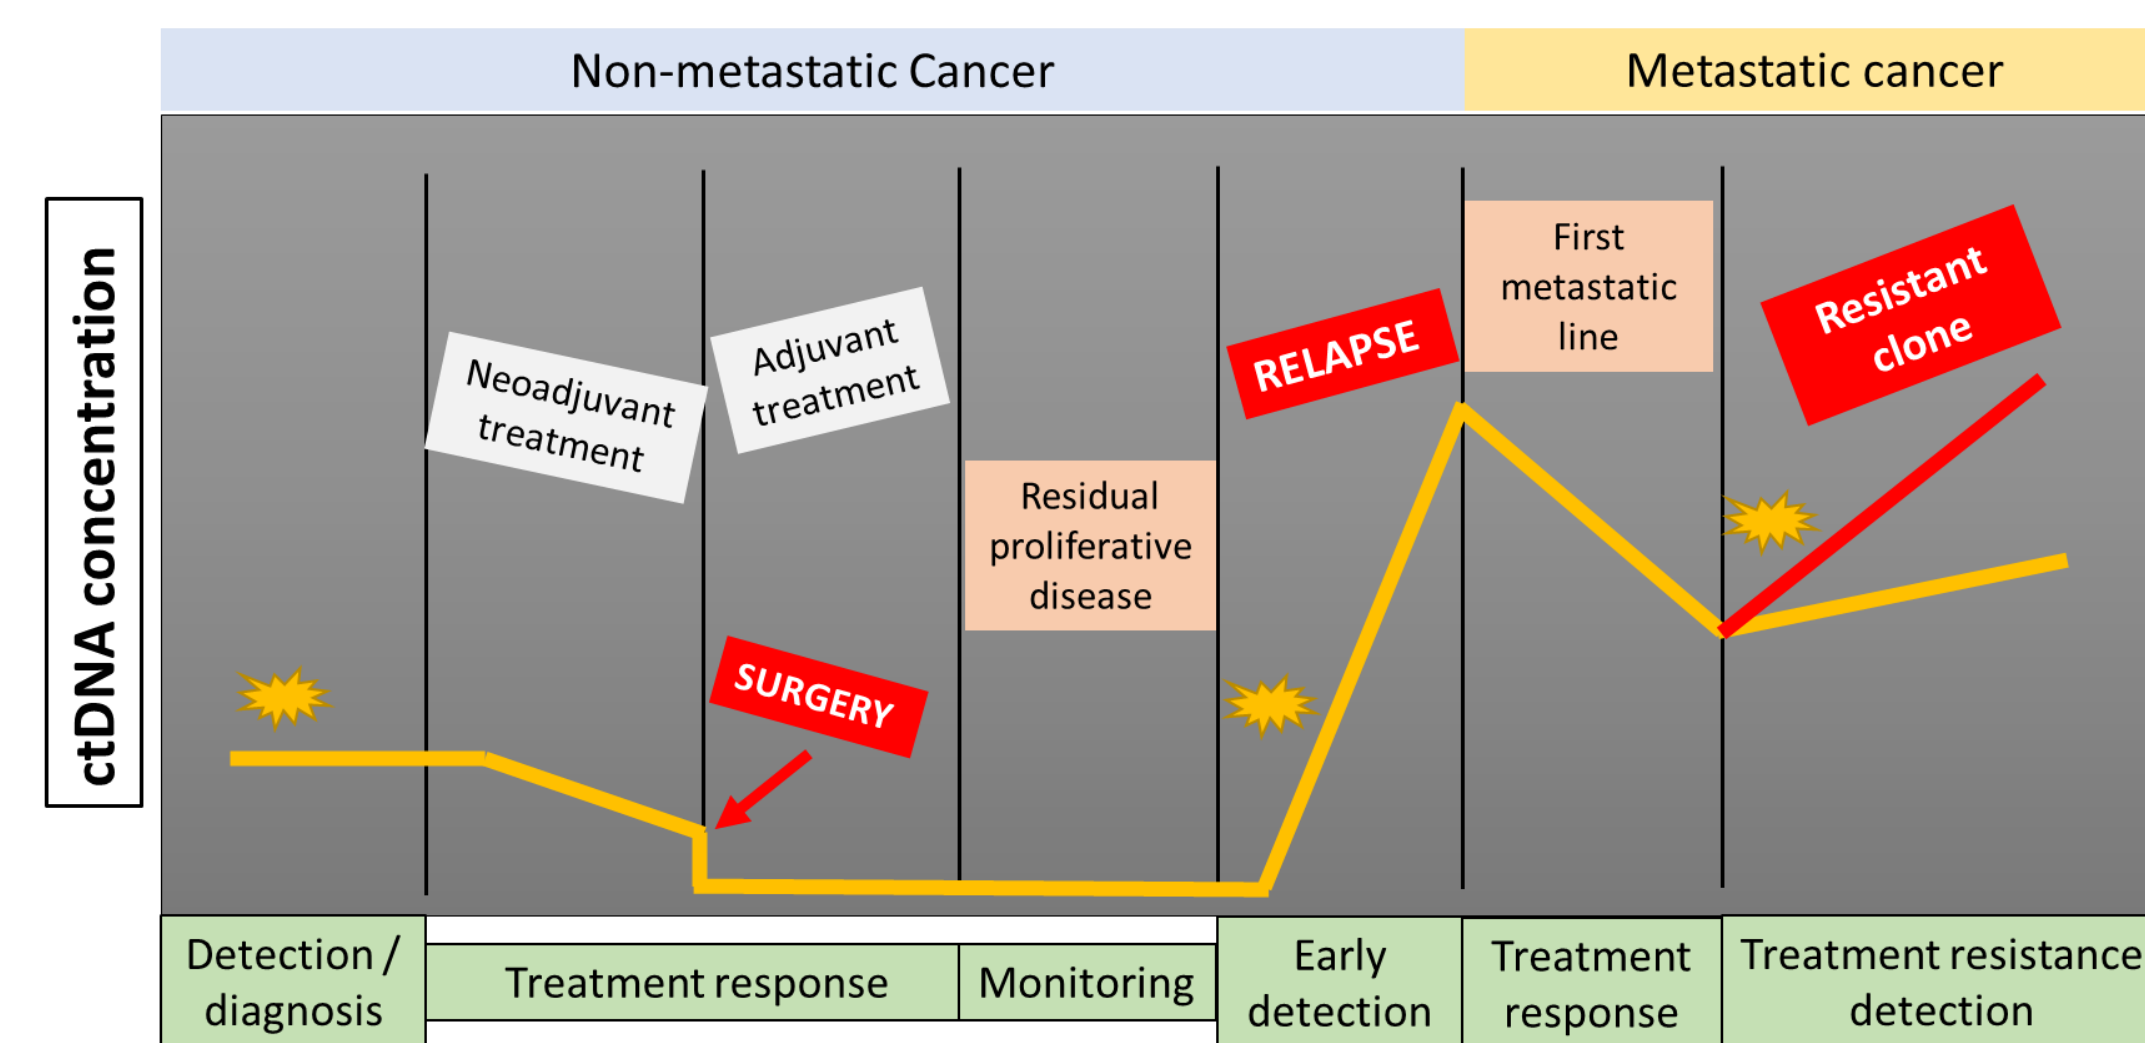 Non-metastatic Cancer
Metastatic cancer
ctDNA concentration
Neoadjuvant
treatment
Adjuvant
treatment
SURGERY
Residual
proliferative
disease
RELAPSE
First
metastatic
line
Resistant
clone
Detection /
diagnosis
Treatment response
Monitoring
Early
detection
Treatment
response
Treatment resistance
detection